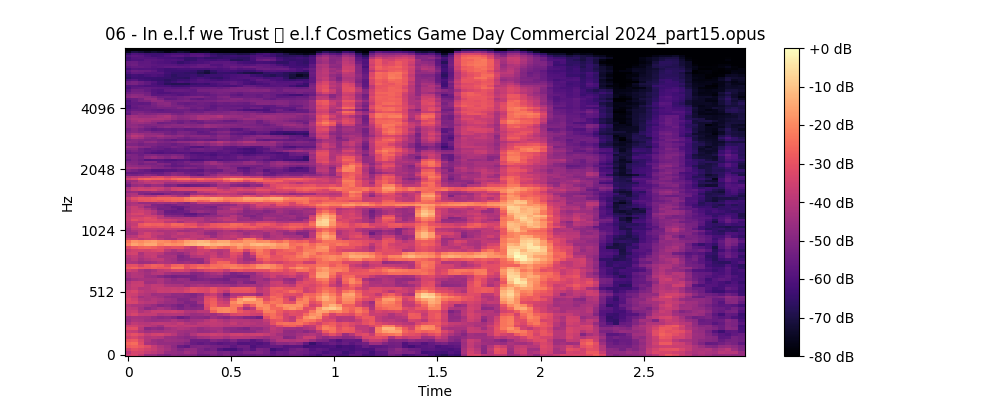 06 - In e.l.f we Trust ▯ e.l.f Cosmetics Game Day Commercial 2024_part15.opus
4096
2048
1024
512
0
Hz
0
0.5
1
1.5
2
2.5
Time
+0 dB
-10 dB
-20 dB
-30 dB
-40 dB
-50 dB
-60 dB
-70 dB
-80 dB